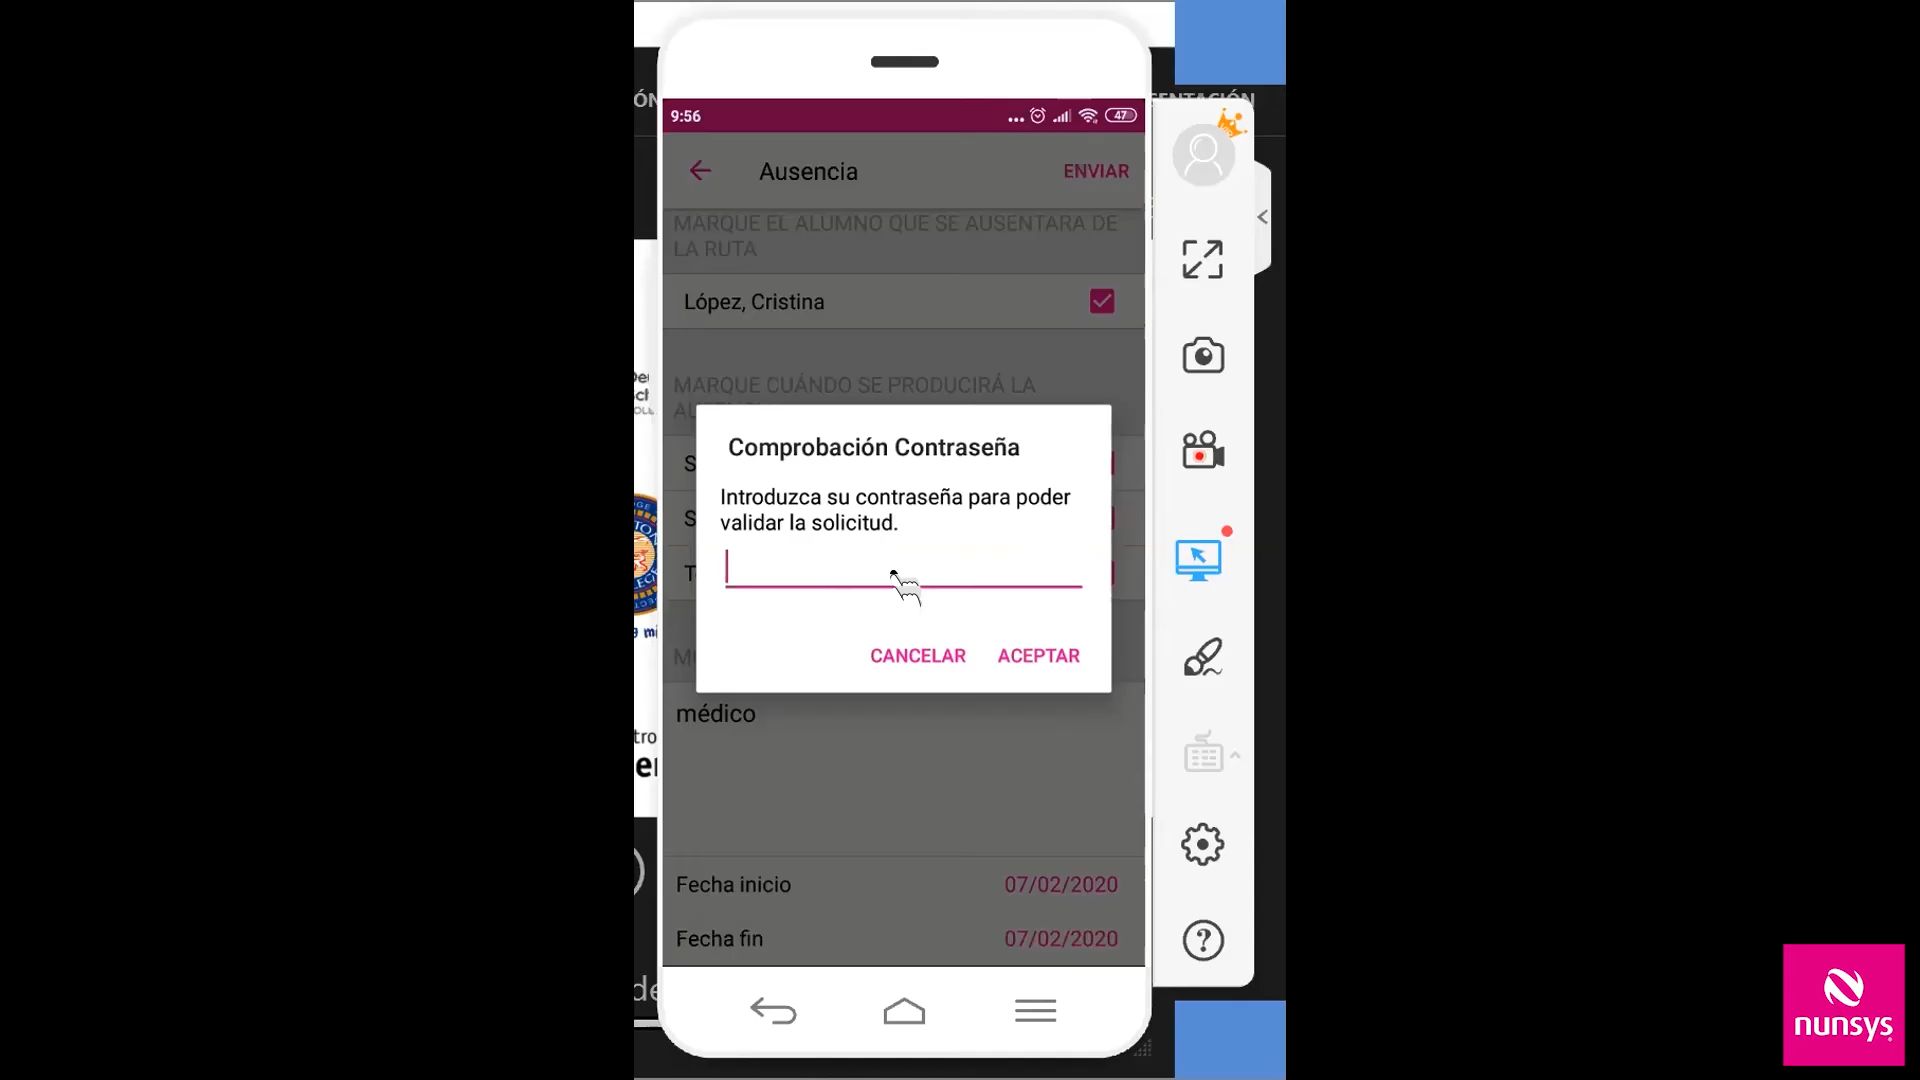 9:56
47
Ausencia
ENVIAR
MARQUE EL ALUMNO QUE SE AUSENTARA DE
LA RUTA
López, Cristina
MARQUE CUÁNDO SE PRODUCIRÁ LA
Comprobación Contraseña
Introduzca su contraseña para poder
validar la solicitud.
CANCELAR
ACEPTAR
médico
Fecha inicio
07/02/2020
Fecha fin
07/02/2020
nunsys